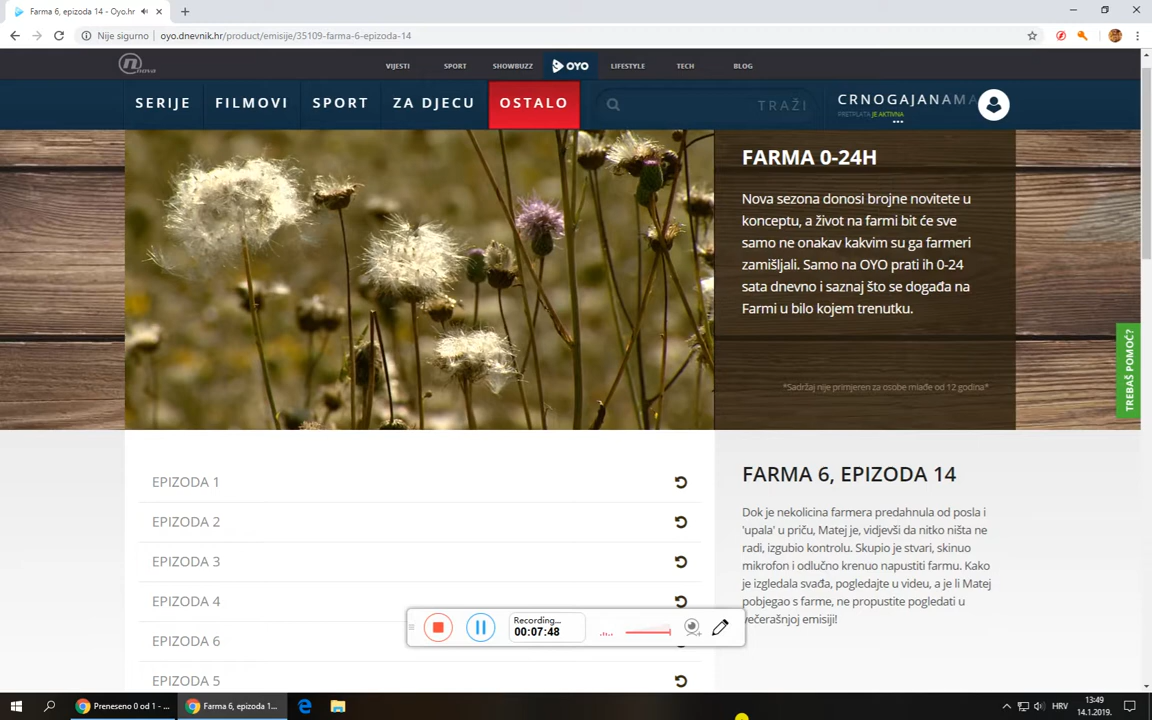 Farma 6, epizoda 14 - Oyo.hr
Nije sigurno
oyo.dnevnik.hr/product/emisije/35109-farma-6-epizoda-14
nova
VIJESTI
SPORT
SHOWBUZZ
OYO
LIFESTYLE
TECH
BLOG
SERIJE
FILMOVI
SPORT
ZA DJECU
OSTALO
TRAŽI
CRNOGAJANAMA
PRETPLATA JE AKTIVNA
FARMA 0-24H
Nova sezona donosi brojne novitete u
konceptu, a život na farmi bit će sve
samo ne onakav kakvim su ga farmeri
zamišljali. Samo na OYO prati ih 0-24
sata dnevno i saznaj što se događa na
Farmi u bilo kojem trenutku.
*Sadržaj nije primjeren za osobe mlađe od 12 godina*
TREBAŠ POMOĆ?
EPIZODA 1
EPIZODA 2
EPIZODA 3
EPIZODA 4
EPIZODA 6
EPIZODA 5
FARMA 6, EPIZODA 14
Dok je nekolicina farmera predahnula od posla i
'upala' u priču, Matej je, vidjevši da nitko ništa ne
radi, izgubio kontrolu. Skupio je stvari, skinuo
mikrofon i odlučno krenuo napustiti farmu. Kako
je izgledala svađa, pogledajte u videu, a je li Matej
pobjegao s farme, ne propustite pogledati u
večerašnjoj emisiji!
Recording...
00:07:48
Preneseno 0 od 1 - ...
Farma 6, epizoda 1...
HRV
13:49
14.1.2019.